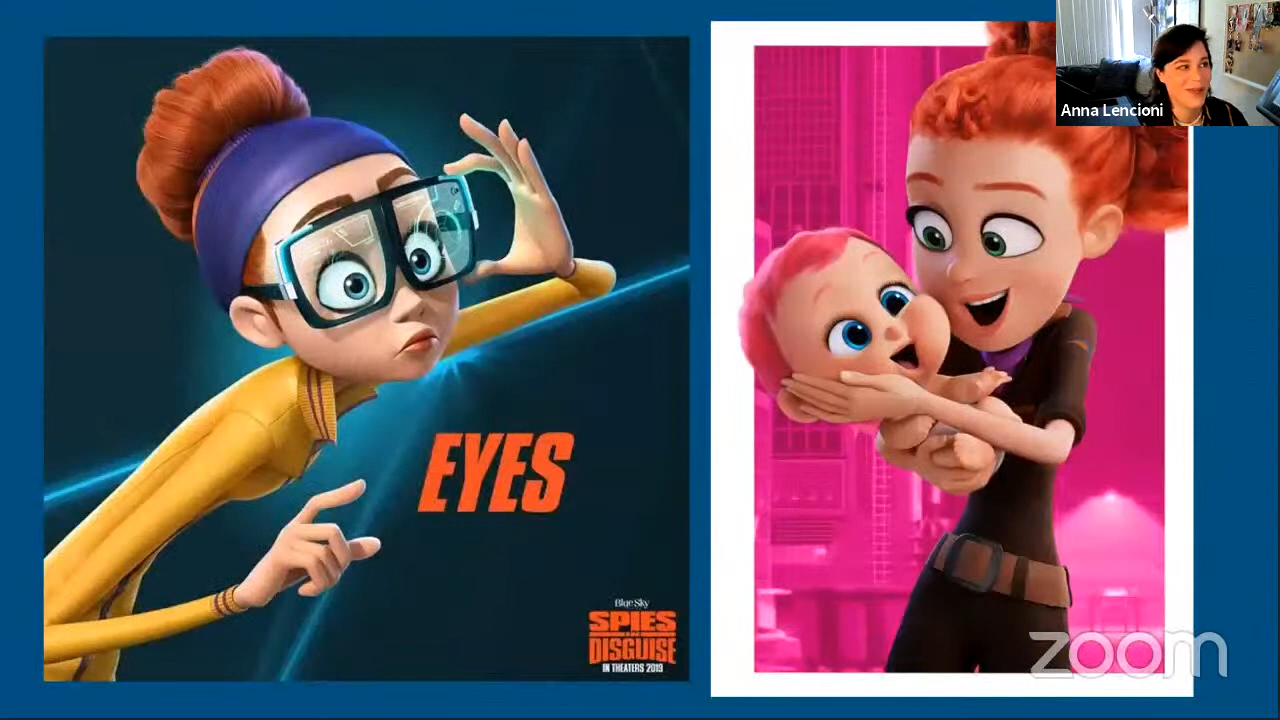 Anna Lencioni
EYES
Blue Sky
SPIES
IN
DISGUISE
IN THEATERS 2019
zoom